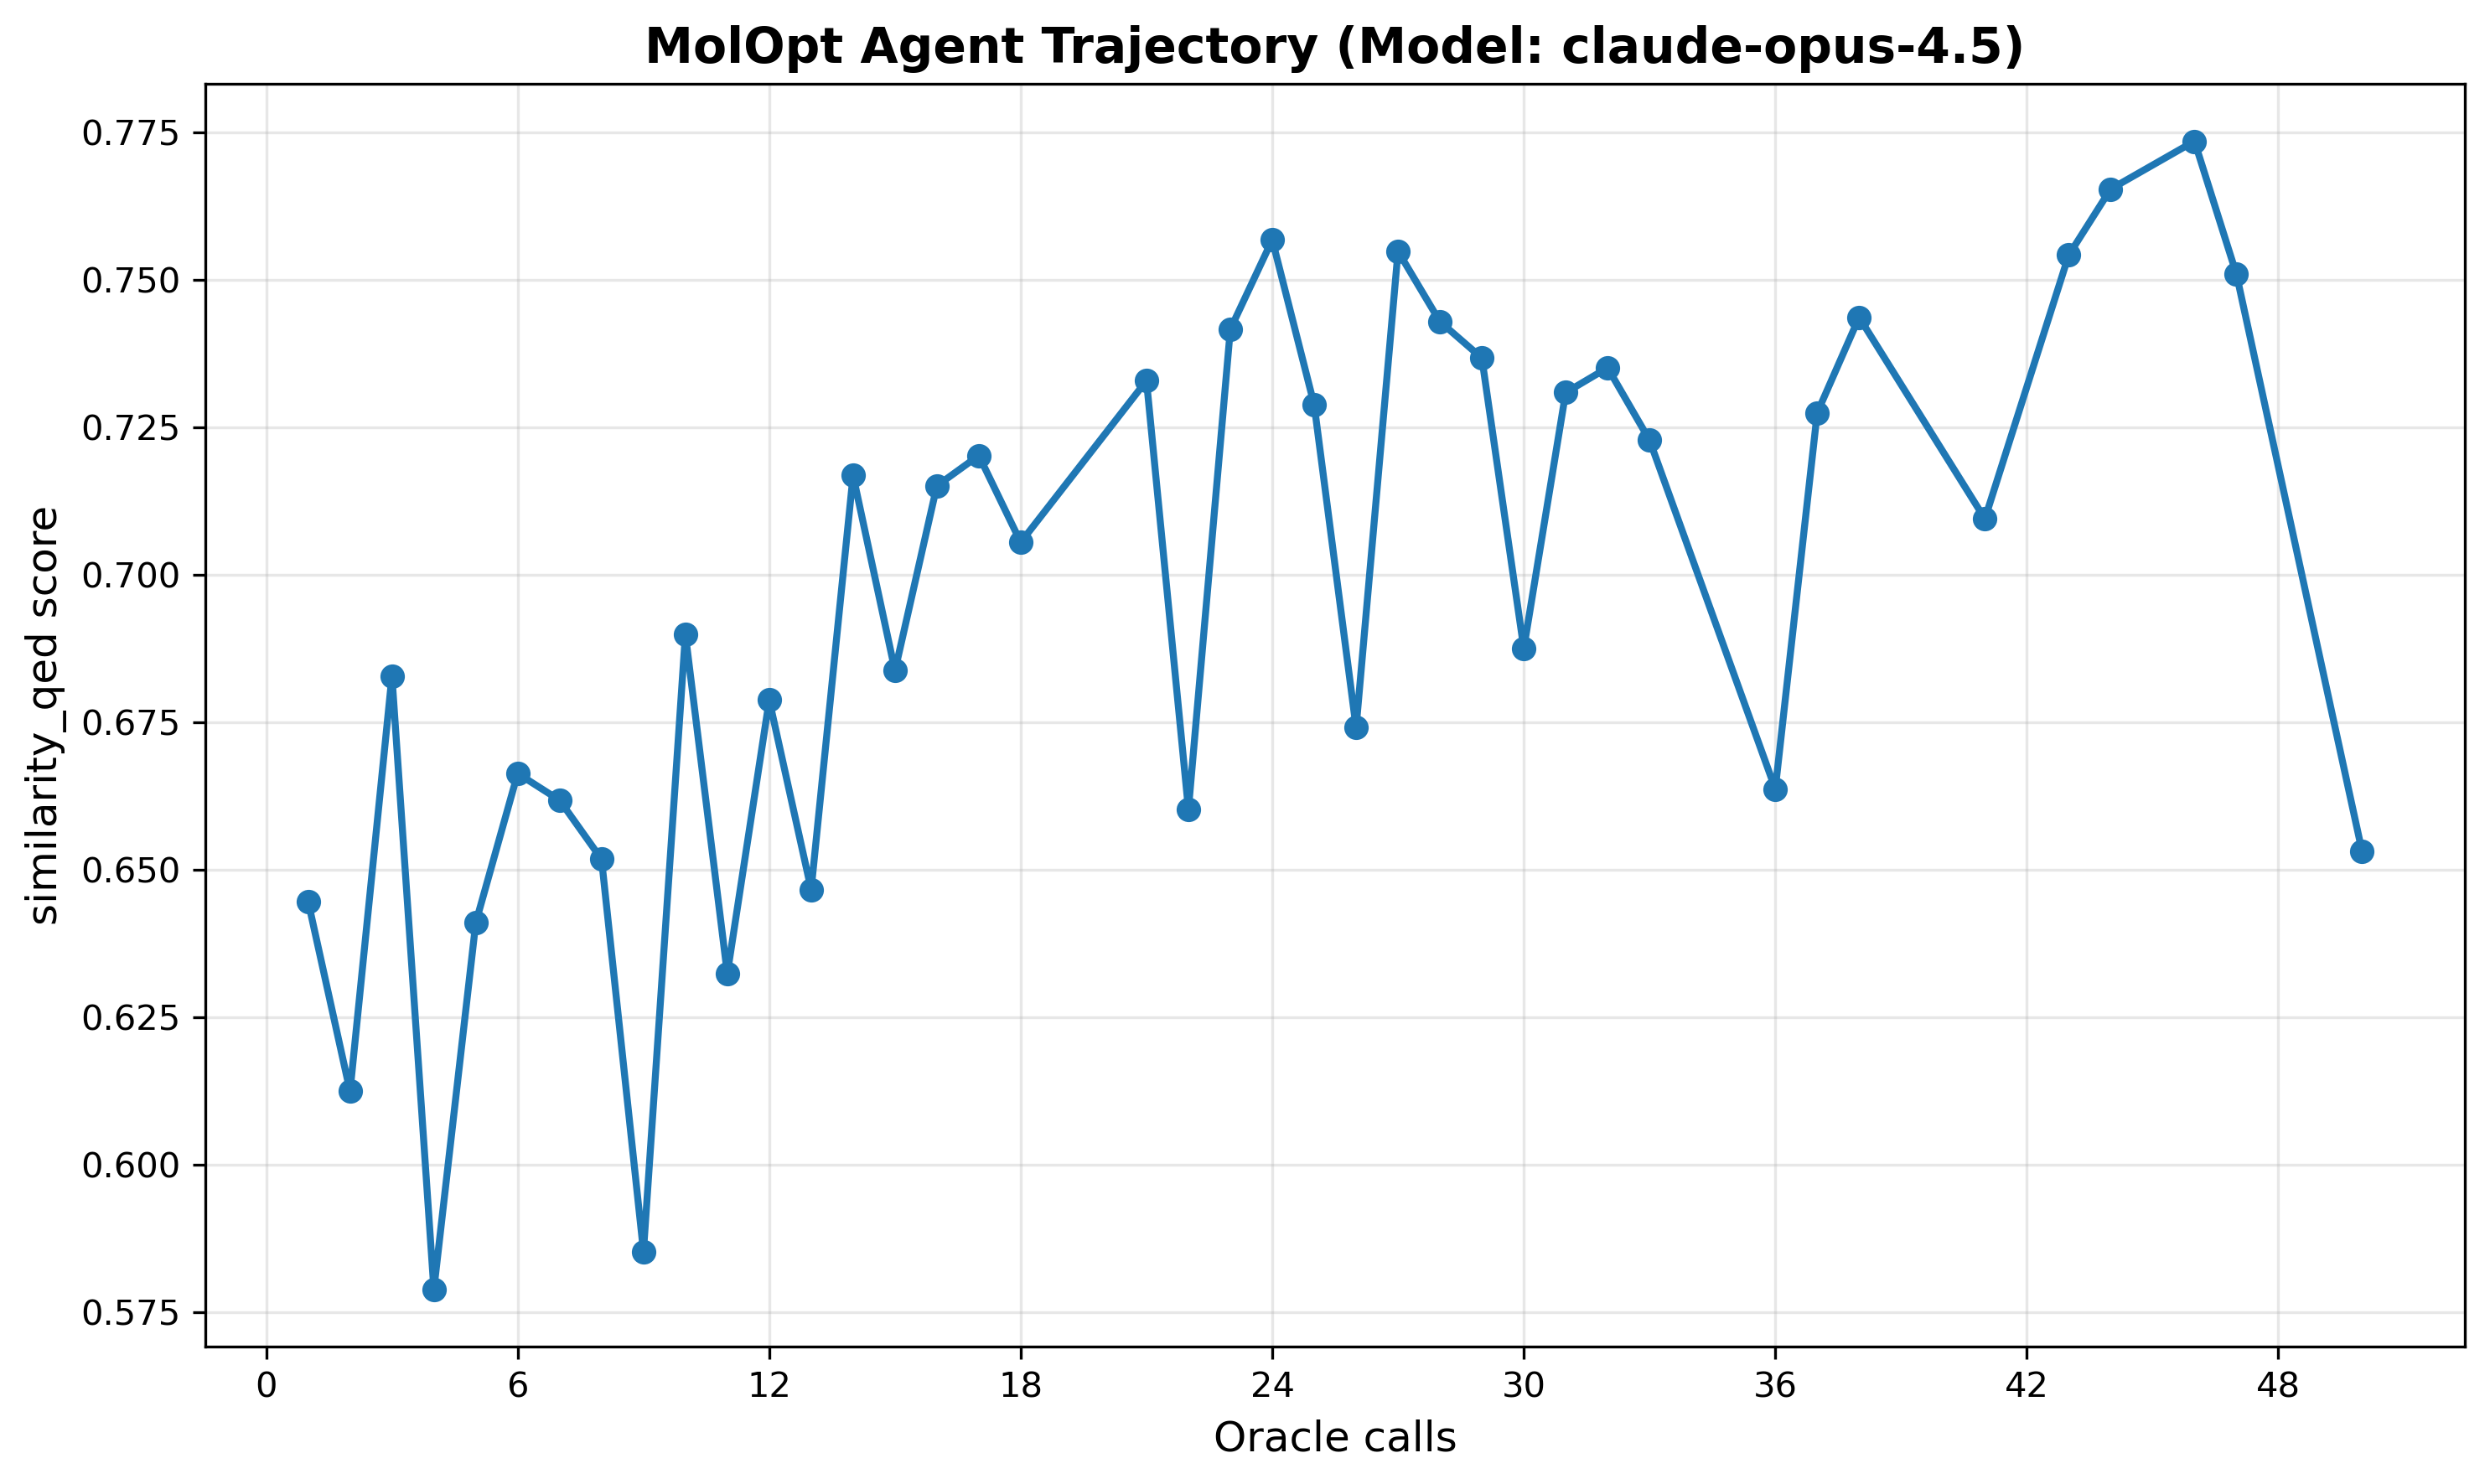 MolOpt Agent Trajectory (Model: claude-opus-4.5)
similarity_qed score
0.775
0.750
0.725
0.700
0.675
0.650
0.625
0.600
0.575
0 6 12 18 24 30 36 42 48
Oracle calls